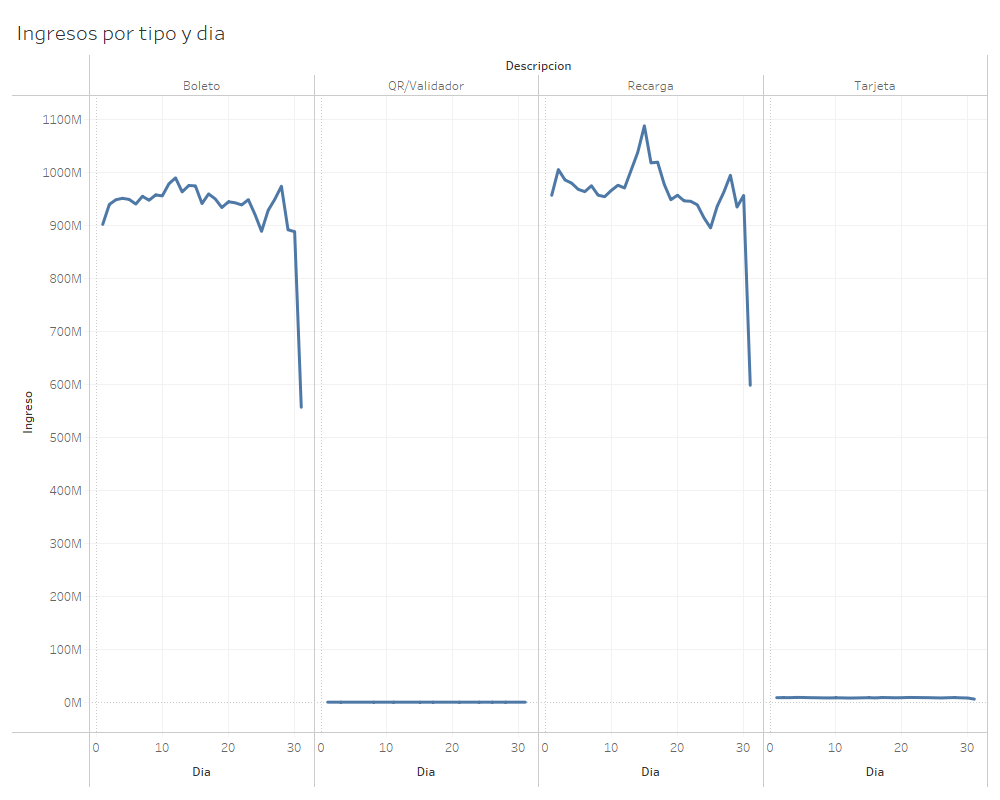 Ingresos por tipo y dia
Descripcion
Boleto QR/Validador Recarga Tarjeta
1100M
1000M
900M
800M
700M
600M
500M
400M
300M
200M
100M
0M
Ingreso
0 10 20 30 0 10 20 30 0 10 20 30 0 10 20 30
Dia Dia Dia Dia